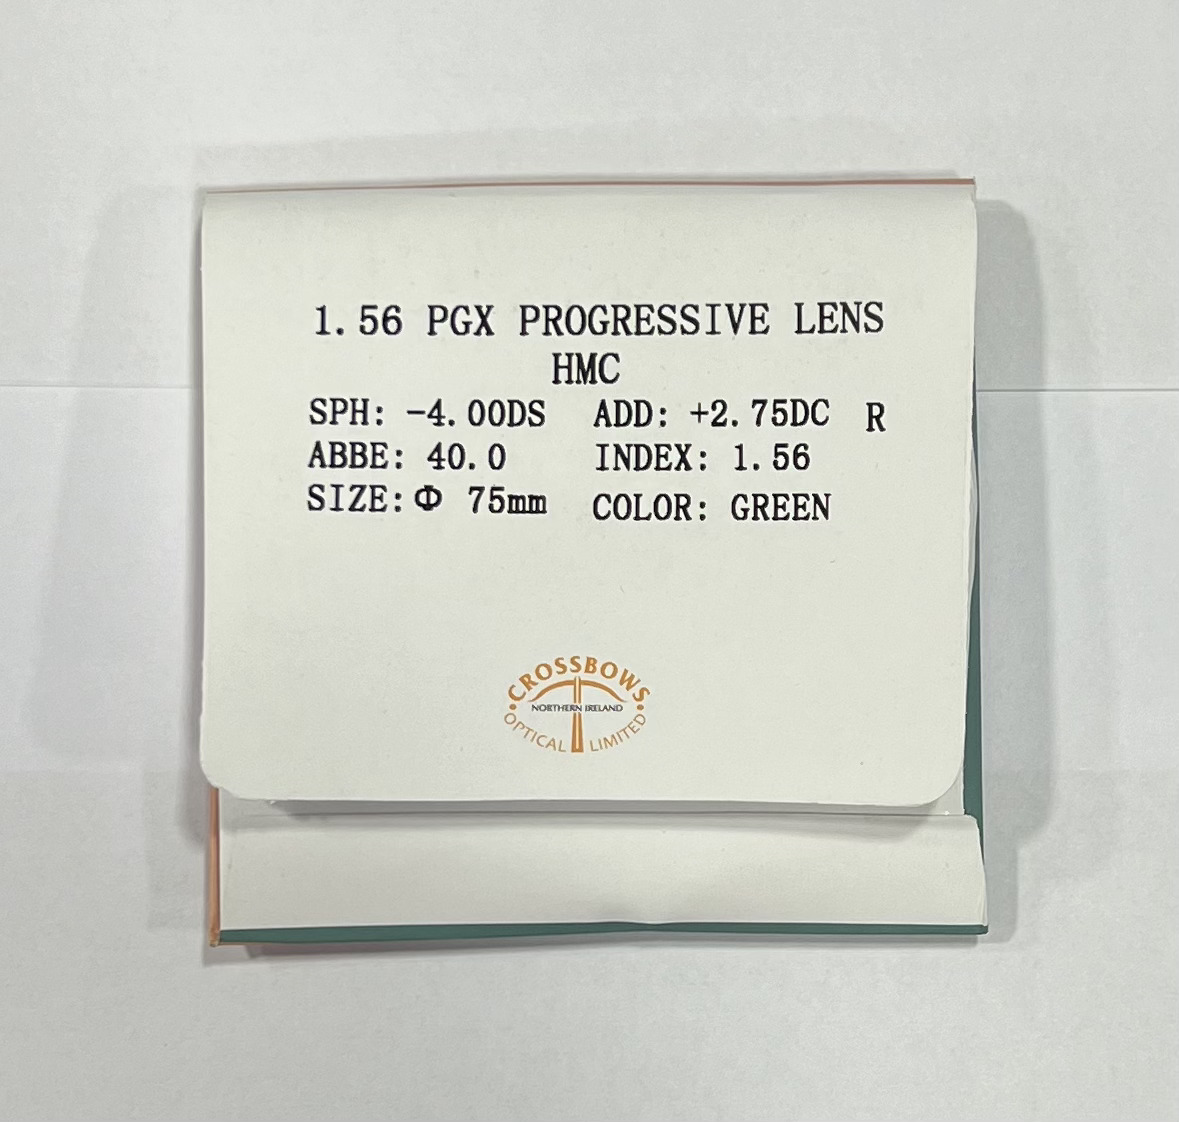 1.56 PGX PROGRESSIVE LENS
HMC
SPH: -4.00DS ADD: +2.75DC R
ABBE: 40.0 INDEX: 1.56
SIZE: Φ 75mm COLOR: GREEN
CROSSBOWS
NORTHERN IRELAND
OPTICAL LIMITED